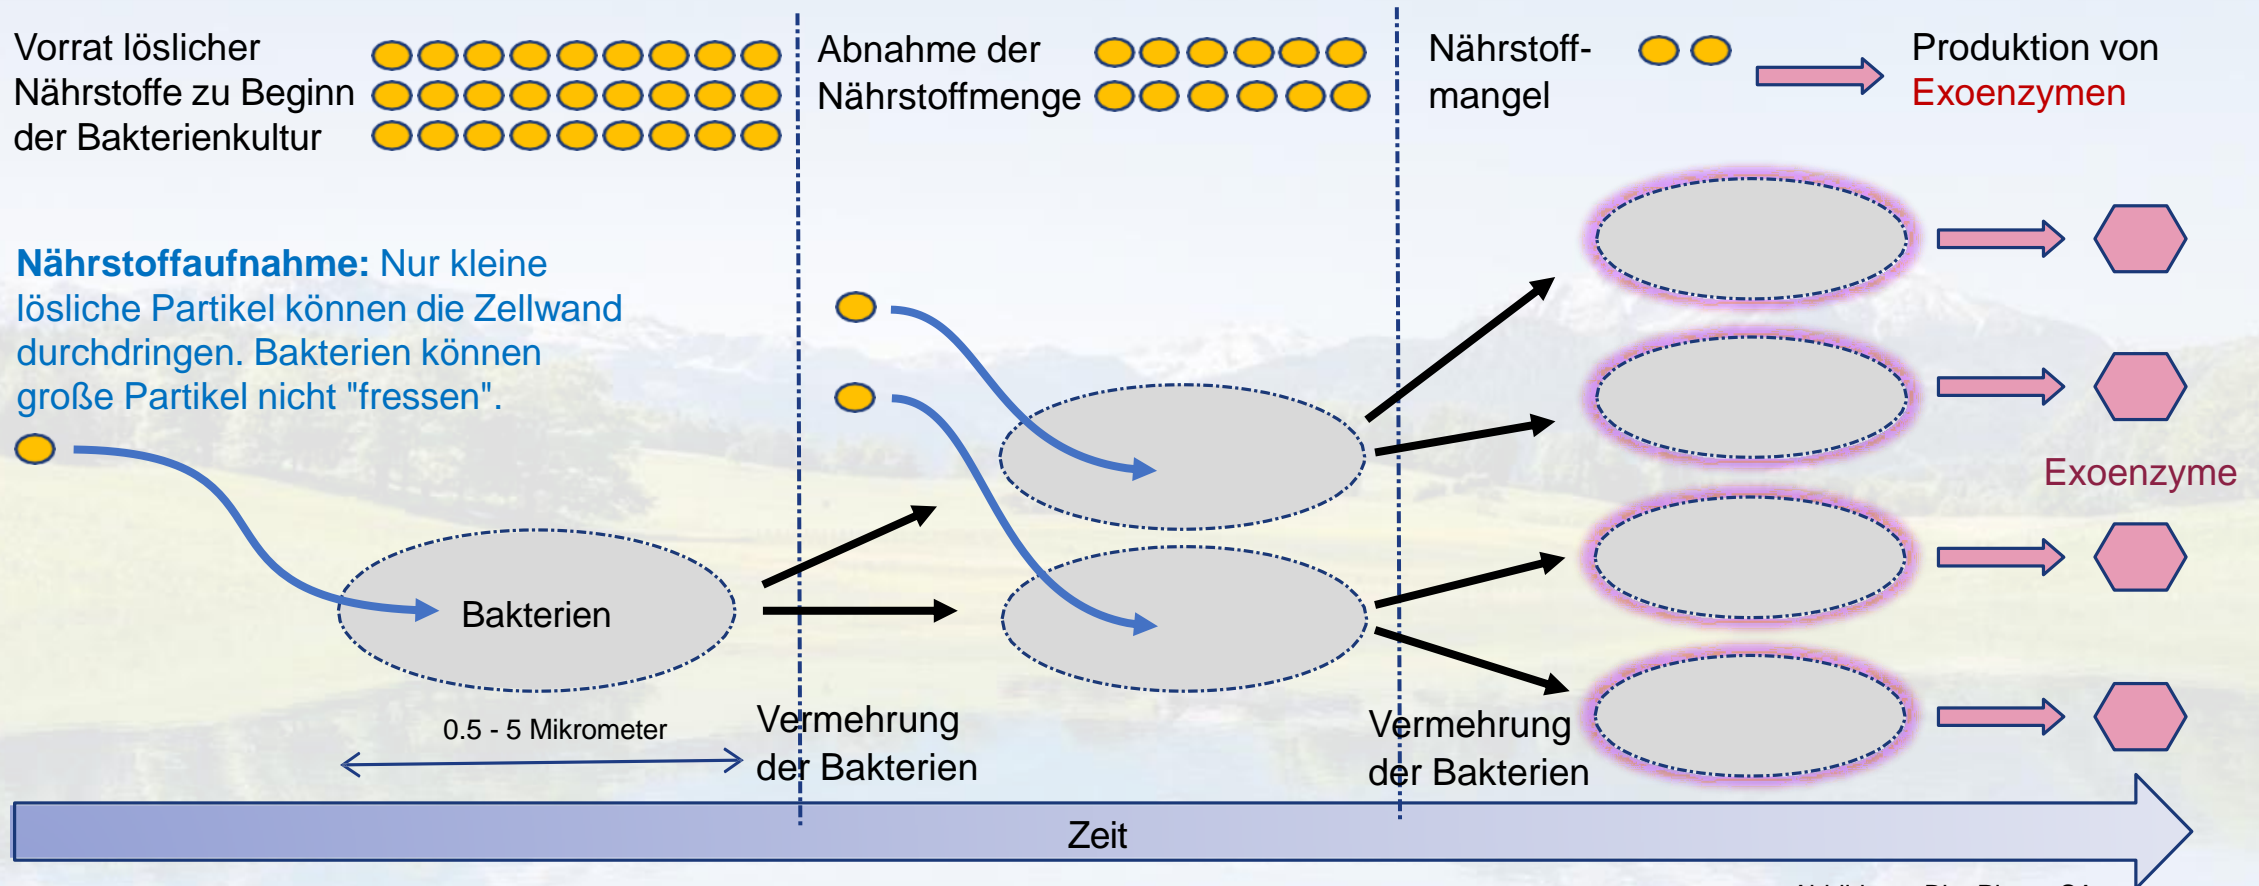 Vorrat löslicher
Nährstoffe zu Beginn
der Bakterienkultur
Abnahme der
Nährstoffmenge
Nährstoff-
mangel
Produktion von
Exoenzymen
Nährstoffaufnahme: Nur kleine
lösliche Partikel können die Zellwand
durchdringen. Bakterien können
große Partikel nicht "fressen".
Exoenzyme
Bakterien
0.5 - 5 Mikrometer
Vermehrung
der Bakterien
Vermehrung
der Bakterien
Zeit